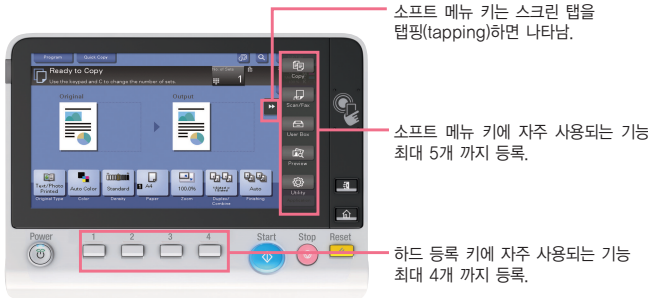 소프트 메뉴 키는 스크린 탭을
탭핑(tapping)하면 나타남.
Program
Quick Copy
Ready to Copy
Use the keypad and C to change the number of sets.
No. of Sets
1
Original
Output
Copy
Scan/Fax
User Box
Preview
Utility
소프트 메뉴 키에 자주 사용되는 기능
최대 5개 까지 등록.
Text/Photo
Printed
Auto Color
Standard
1 A4
100.0%
Auto
Original Type
Color
Density
Paper
Zoom
Duplex/
Combine
Finishing
Power
1
2
3
4
Start
Stop
Reset
하드 등록 키에 자주 사용되는 기능
최대 4개 까지 등록.